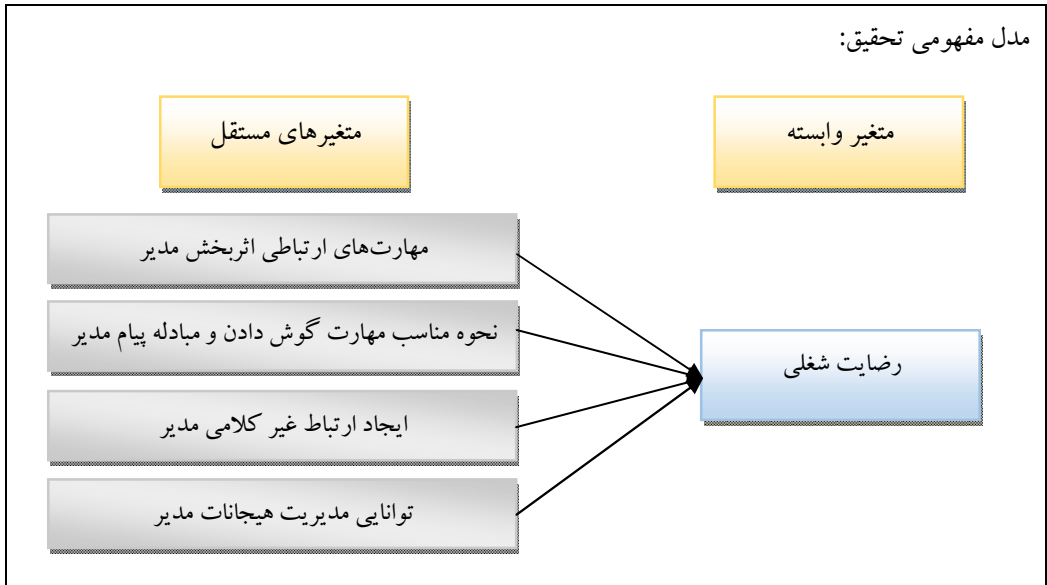 مدل مفهومی تحقیق:
متغیر وابسته
متغیرهای مستقل
مهارت‌های ارتباطی اثربخش مدیر
نحوه مناسب مهارت گوش دادن و مبادله پیام مدیر
رضایت شغلی
ایجاد ارتباط غیر کلامی مدیر
توانایی مدیریت هیجانات مدیر